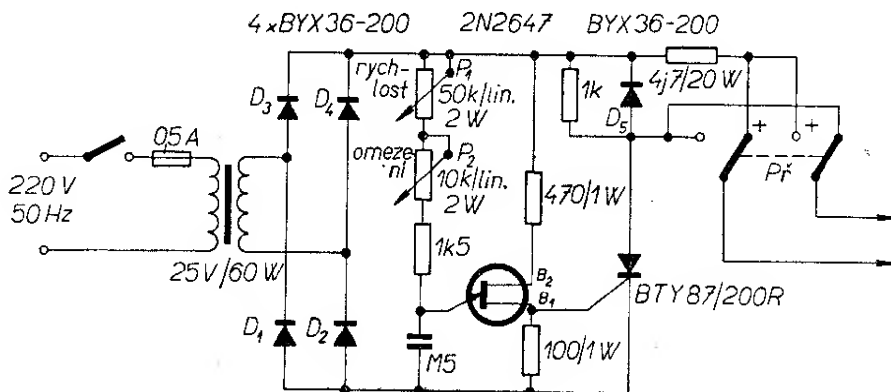 4×BYX36-200 2N2647 BYX36-200
rych-
lost
P₁
50k/lin.
2W
1k
4j7/20W
D₃
D₄
D₅
0,5A
220V
50Hz
omeze-
ní
P₂
10k/lin.
2W
470/1W
+ +
Př
1k5
25V/60W
B₂
B₁
BTY87/200R
D₁
D₂
M5
100/1W